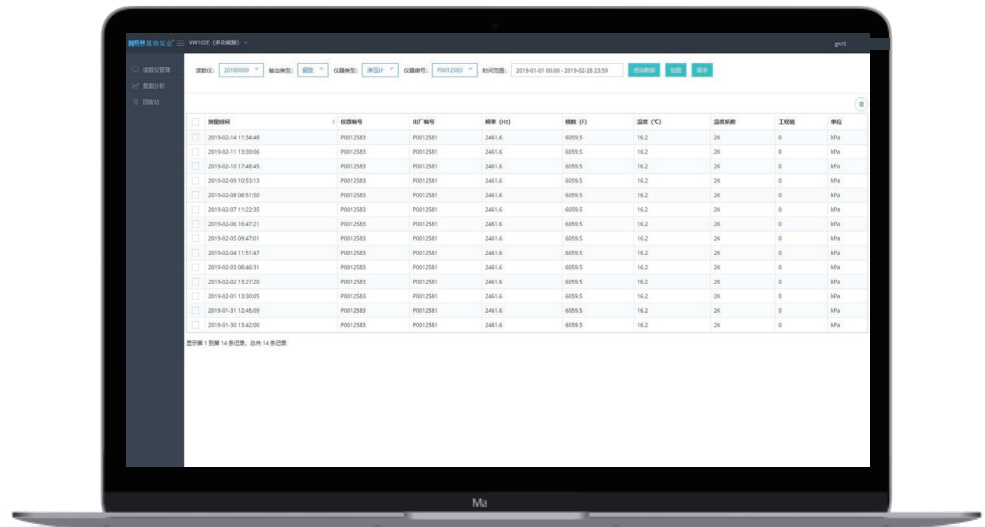 葛南实业 VW102E (多功能版) gn10
读数仪管理
数据分析
回收站
读数仪: 20180000 输出类型: 振弦 仪器类型: 渗压计 仪器编号: P0012583 时间范围: 2019-01-01 00:00 - 2019-02-28 23:59 查询数据 绘图 报表
测量时间 仪器编号 出厂编号 频率 (Hz) 模数 (F) 温度 (℃) 温度系数 工程值 单位
2019-02-14 11:34:48 P0012583 P0012581 2461.6 6059.5 16.2 2K 0 kPa
2019-02-11 13:39:06 P0012583 P0012581 2461.6 6059.5 16.2 2K 0 kPa
2019-02-10 17:48:45 P0012583 P0012581 2461.6 6059.5 16.2 2K 0 kPa
2019-02-09 10:53:13 P0012583 P0012581 2461.6 6059.5 16.2 2K 0 kPa
2019-02-08 08:51:50 P0012583 P0012581 2461.6 6059.5 16.2 2K 0 kPa
2019-02-07 11:22:35 P0012583 P0012581 2461.6 6059.5 16.2 2K 0 kPa
2019-02-06 16:47:21 P0012583 P0012581 2461.6 6059.5 16.2 2K 0 kPa
2019-02-05 09:47:01 P0012583 P0012581 2461.6 6059.5 16.2 2K 0 kPa
2019-02-04 11:51:47 P0012583 P0012581 2461.6 6059.5 16.2 2K 0 kPa
2019-02-03 08:46:31 P0012583 P0012581 2461.6 6059.5 16.2 2K 0 kPa
2019-02-02 13:27:20 P0012583 P0012581 2461.6 6059.5 16.2 2K 0 kPa
2019-02-01 13:30:05 P0012583 P0012581 2461.6 6059.5 16.2 2K 0 kPa
2019-01-31 12:45:09 P0012583 P0012581 2461.6 6059.5 16.2 2K 0 kPa
2019-01-30 13:42:00 P0012583 P0012581 2461.6 6059.5 16.2 2K 0 kPa
显示第 1 到第 14 条记录，总共 14 条记录
Ma